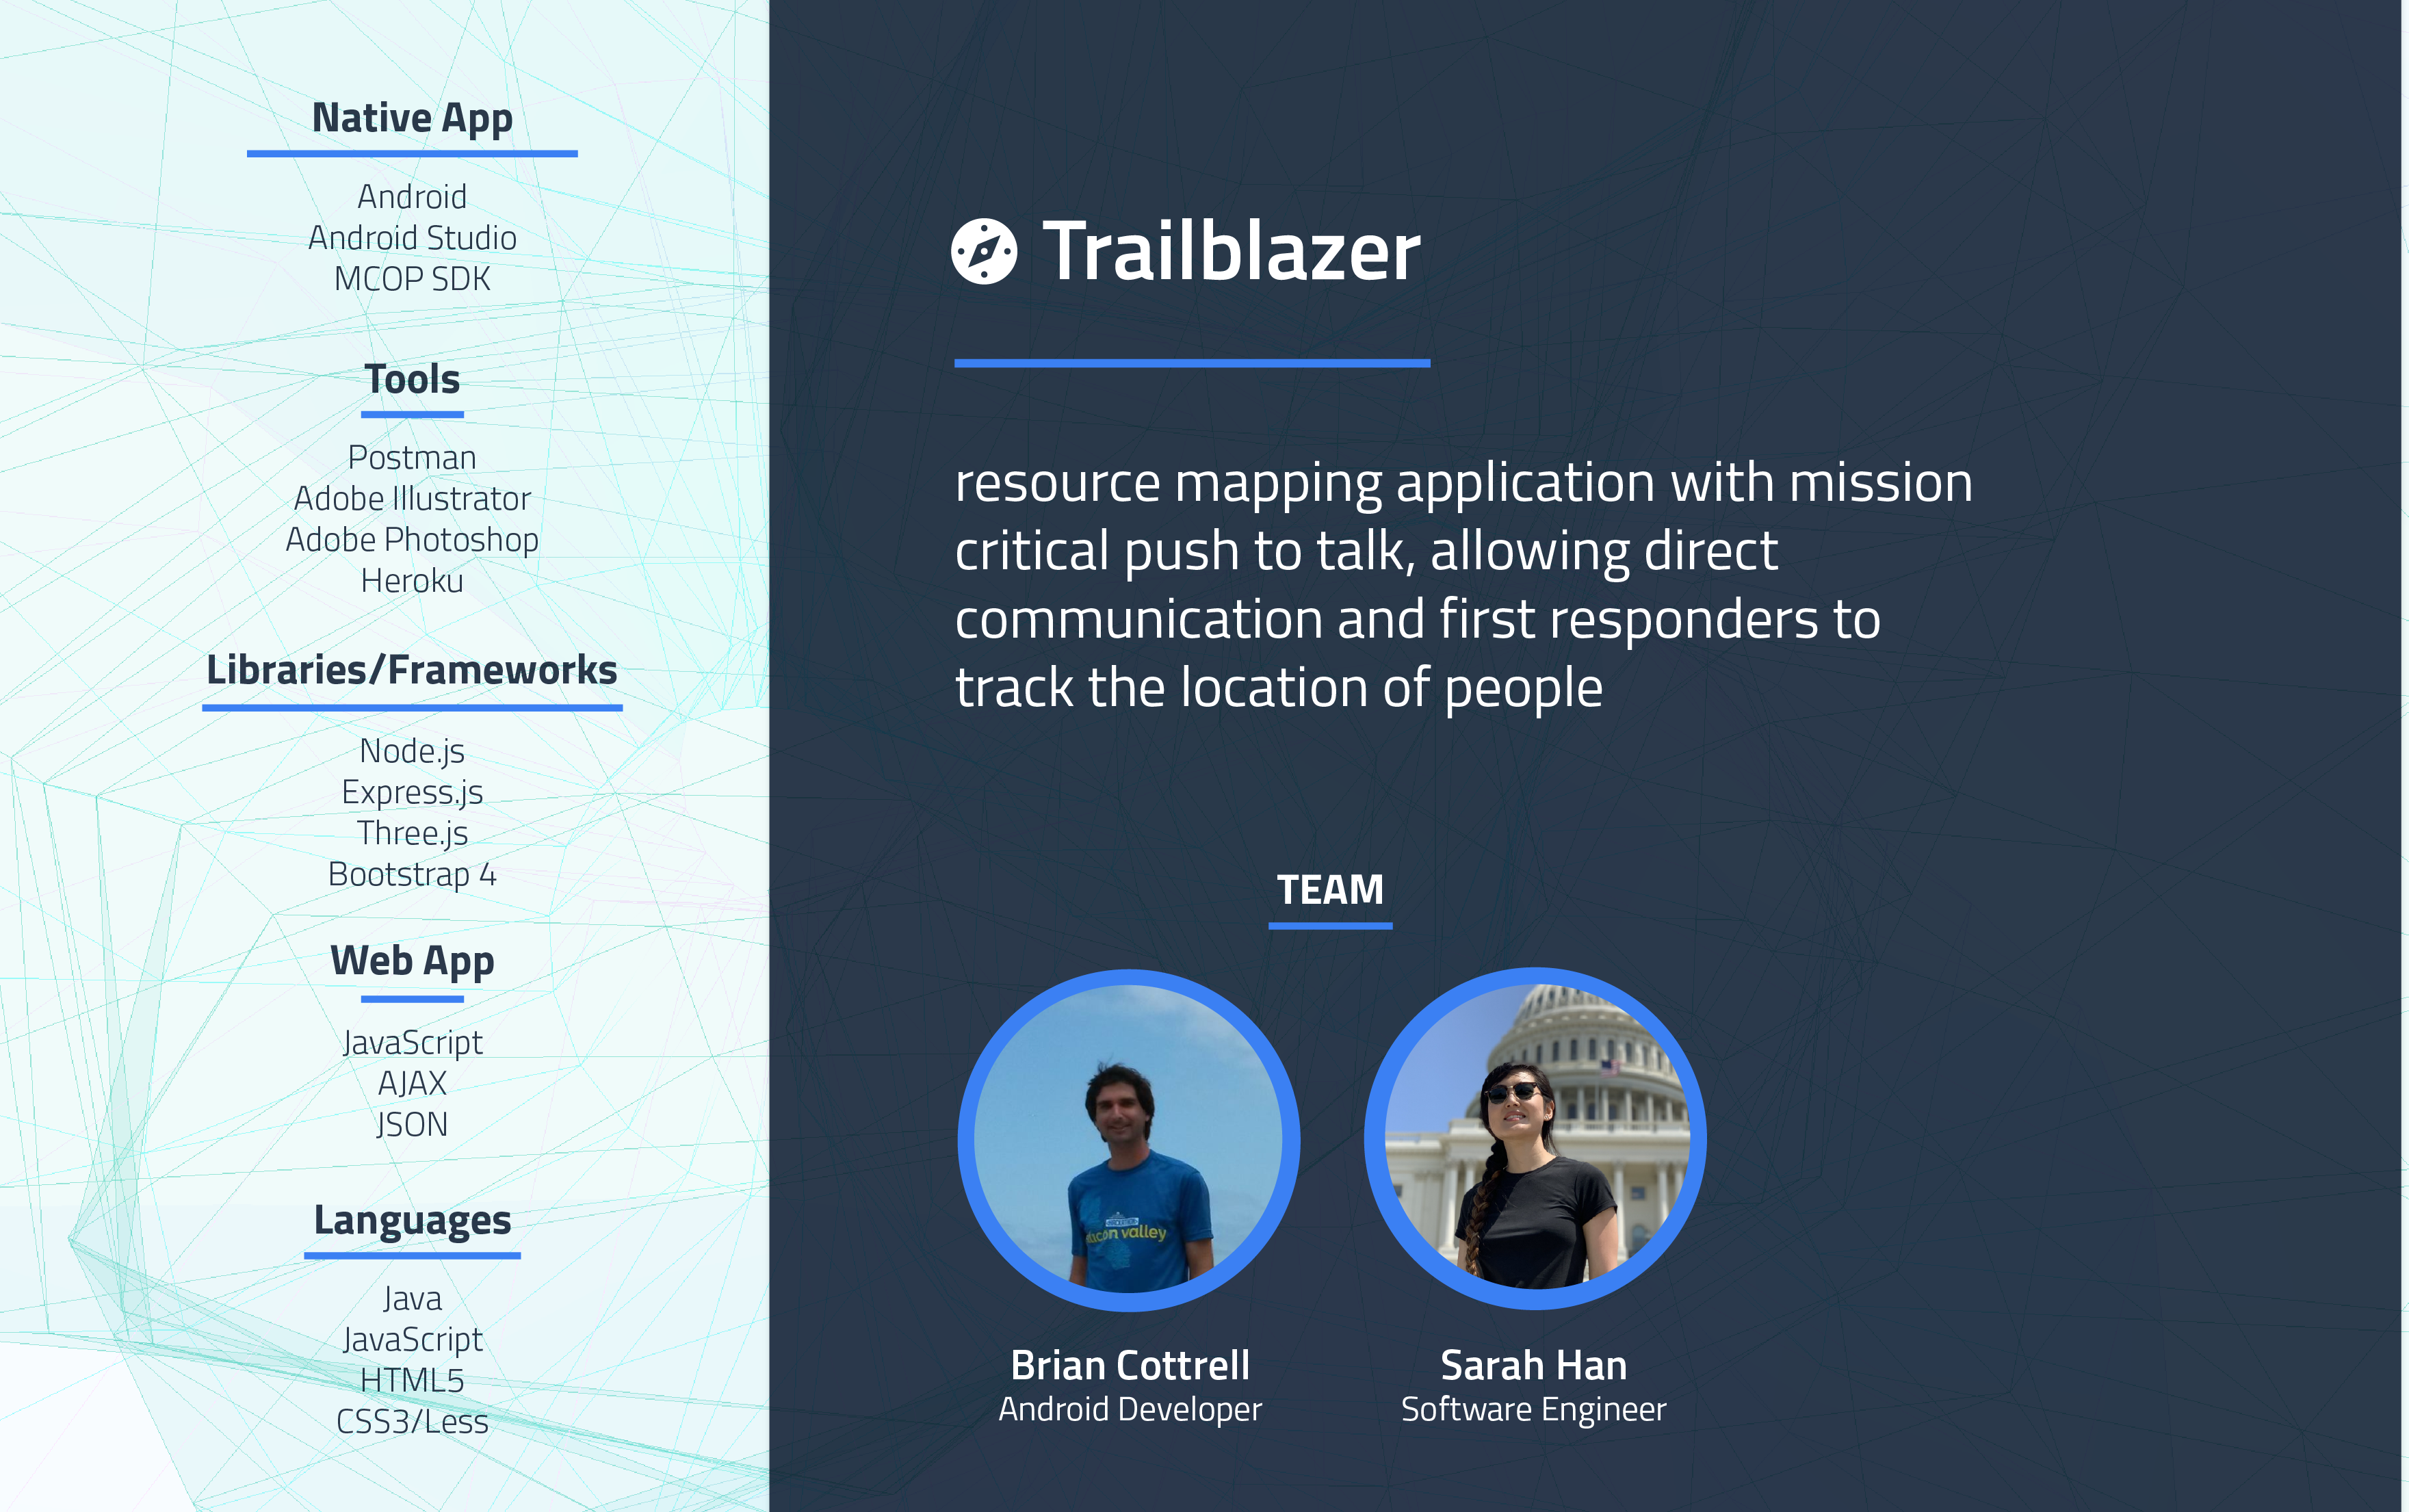 Native App
Android
Android Studio
MCOP SDK
Tools
Postman
Adobe Illustrator
Adobe Photoshop
Heroku
Libraries/Frameworks
Node.js
Express.js
Three.js
Bootstrap 4
Web App
JavaScript
AJAX
JSON
Languages
Java
JavaScript
HTML5
CSS3/Less
Trailblazer
resource mapping application with mission
critical push to talk, allowing direct
communication and first responders to
track the location of people
TEAM
valley
Brian Cottrell
Android Developer
Sarah Han
Software Engineer